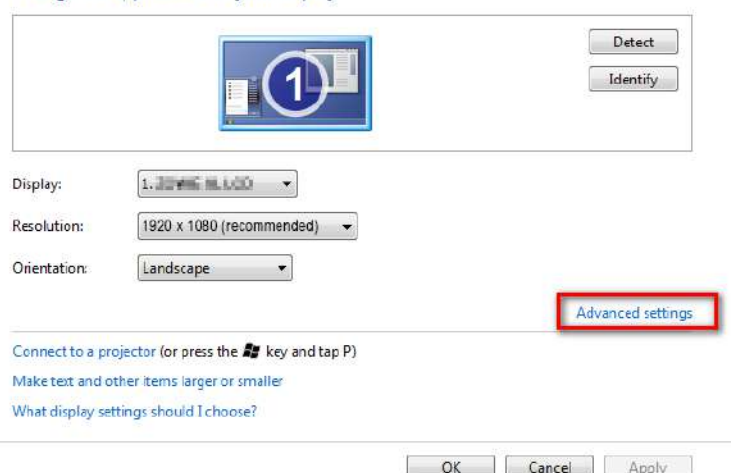 Detect
1
Identify
Display:
1.
Resolution:
1920 x 1080 (recommended)
Orientation:
Landscape
Advanced settings
Connect to a projector (or press the key and tap P)
Make text and other items larger or smaller
What display settings should I choose?
OK
Cancel
Apply